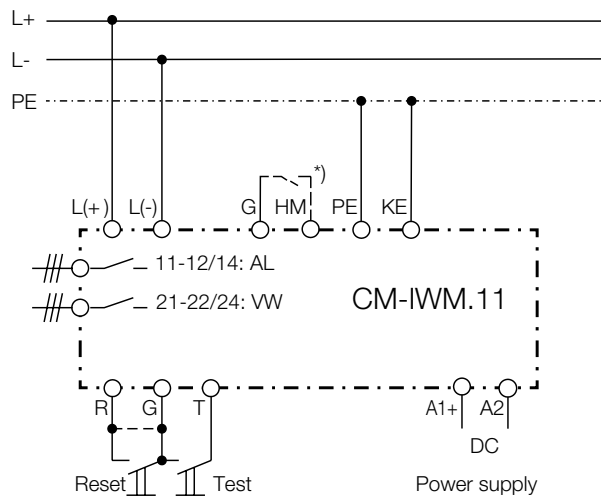 L+
L-
PE
*)
L(+) L(-) G HM PE KE
11-12/14: AL
21-22/24: VW
CM-IWM.11
R G T A1+ A2
DC
Reset Test Power supply